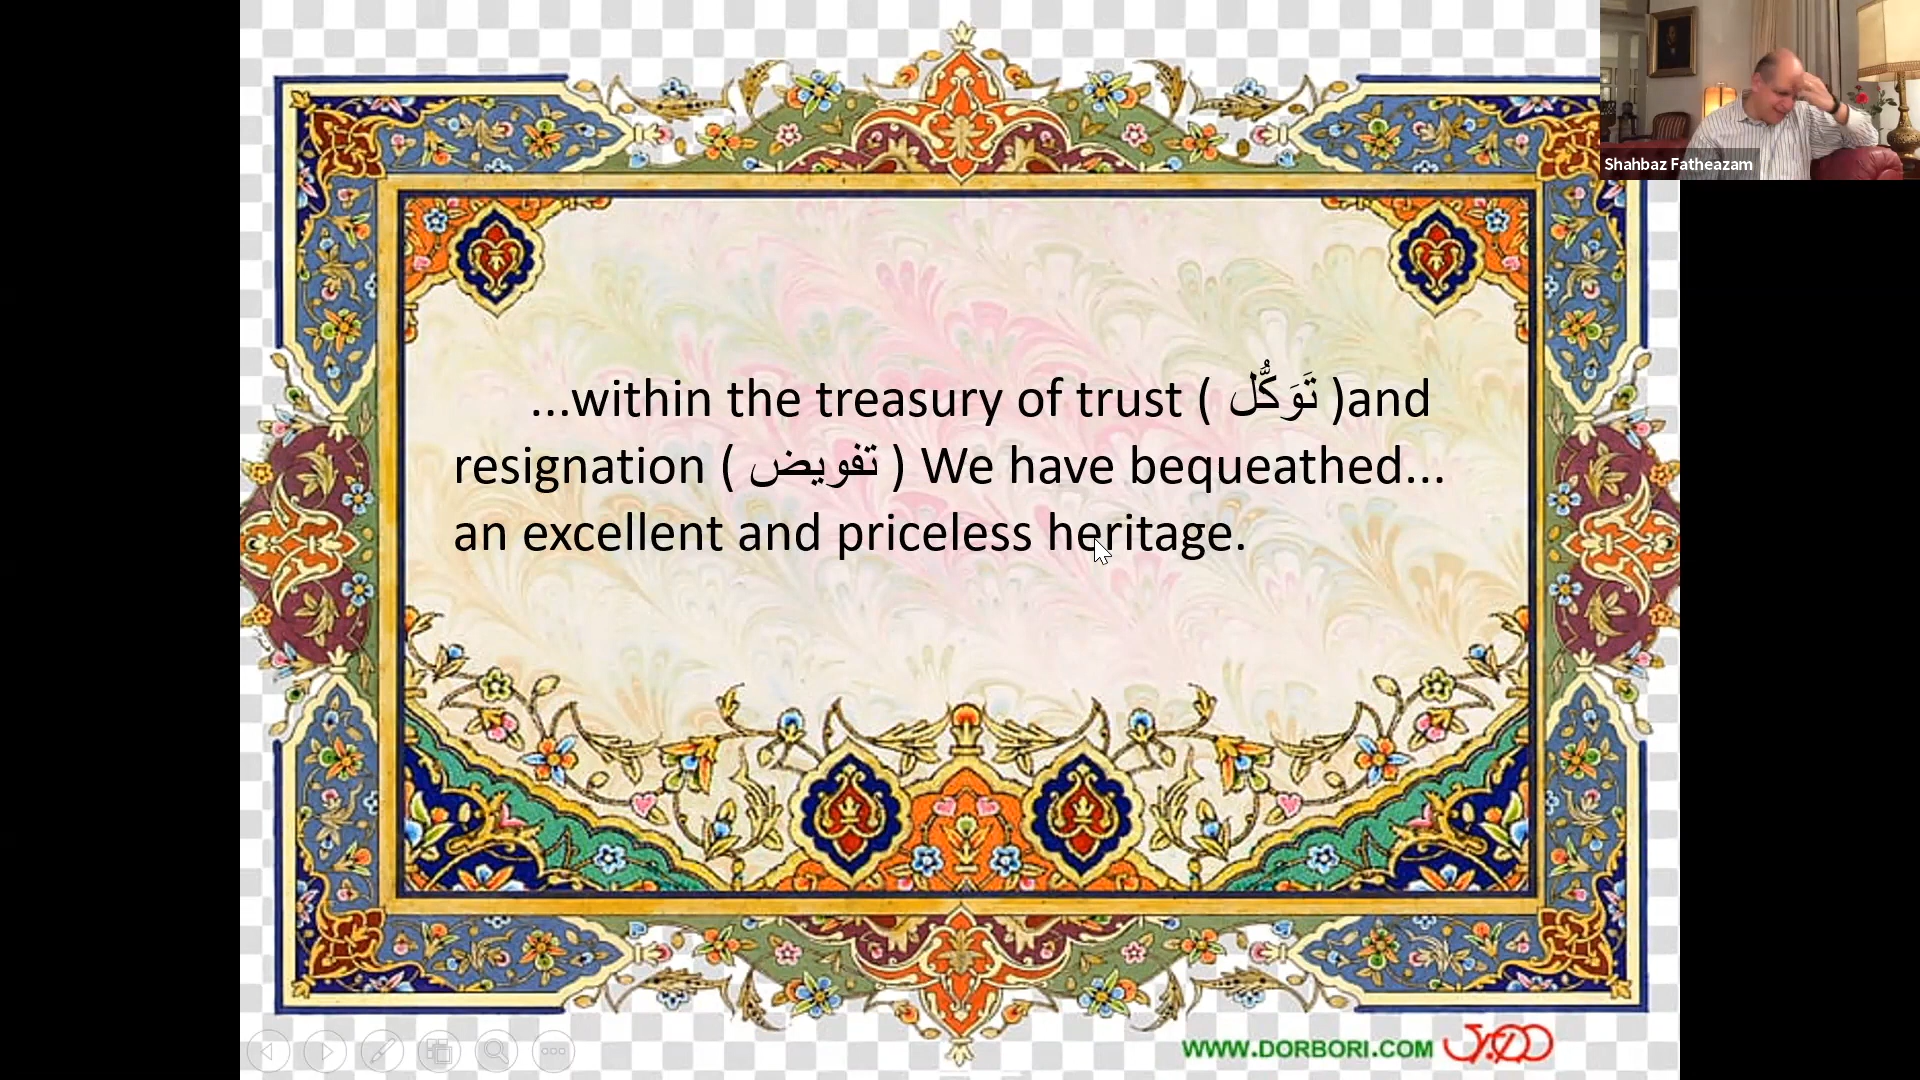 Shahbaz Fatheazam
...within the treasury of trust ( تَوَكُّل )and
resignation ( تفويض ) We have bequeathed...
an excellent and priceless heritage.
WWW.DORBORI.COM